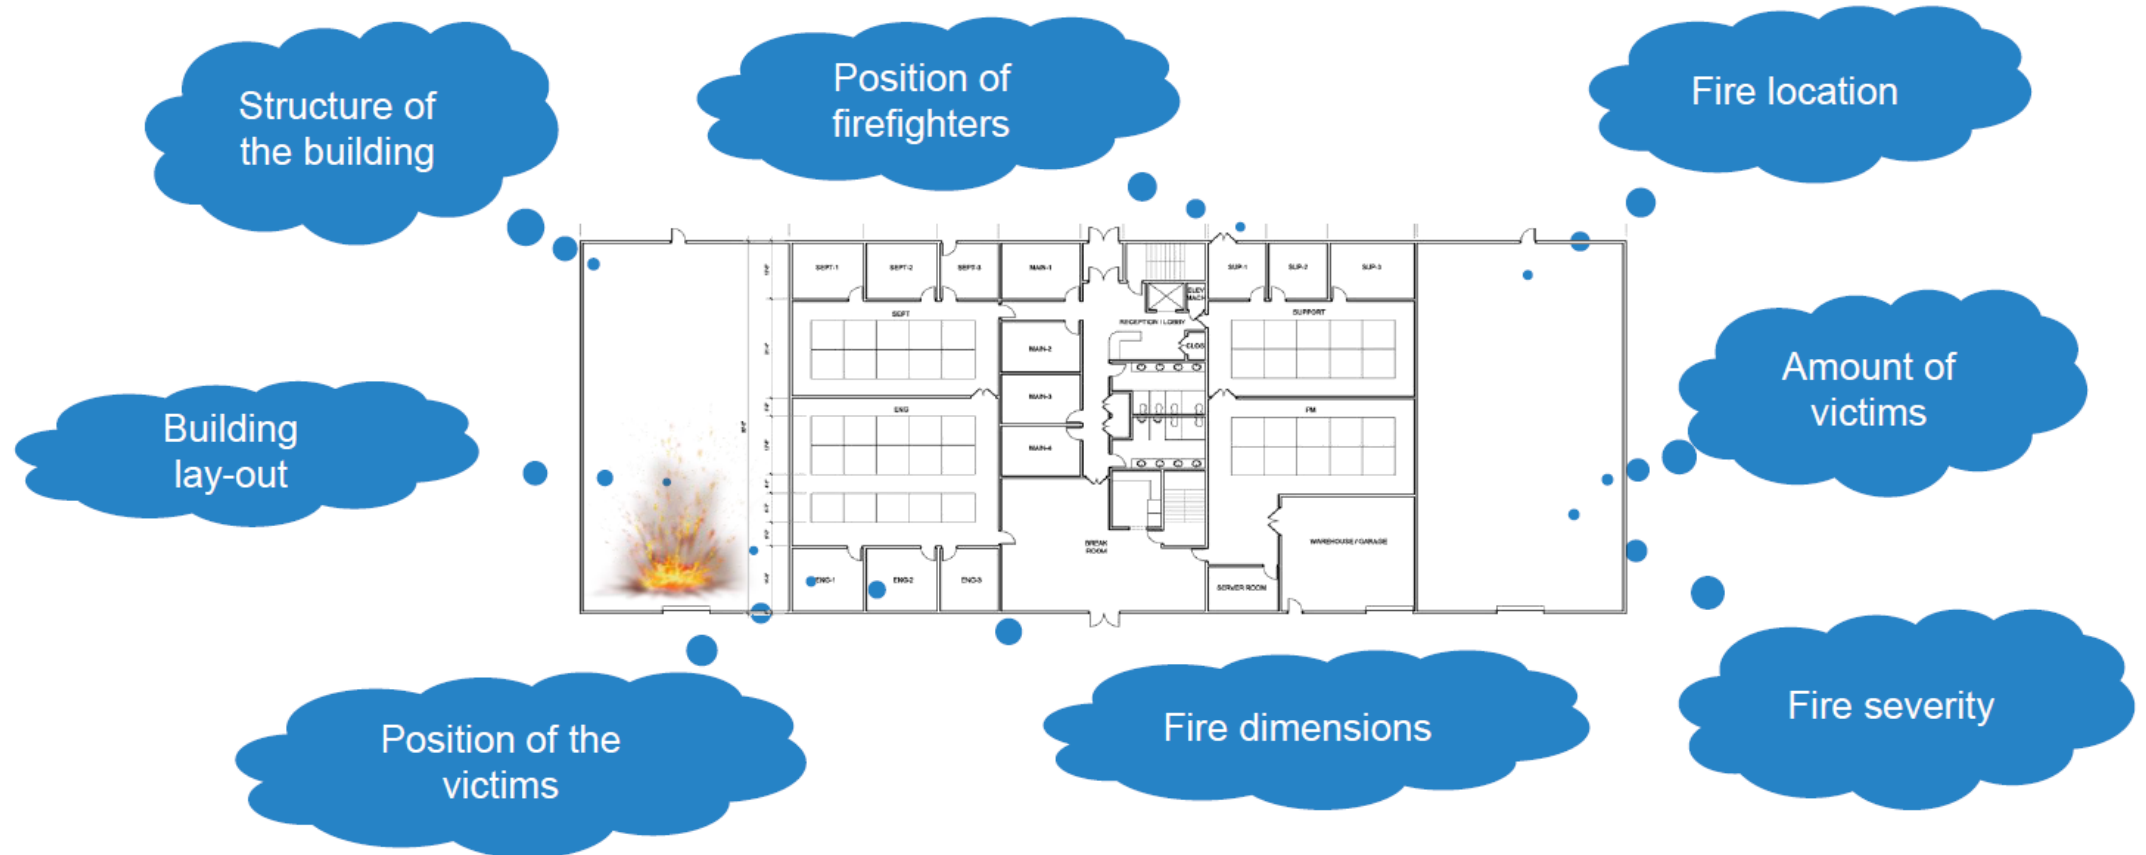 Structure of
the building
Position of
firefighters
Fire location
Building
lay-out
Amount of
victims
Position of the
victims
Fire dimensions
Fire severity
SEPT-1
SEPT-2
SEPT-3
MAIN-1
SUP-1
SUP-2
SUP-3
ELEV
MACH
SEPT
RECEPTION / LOBBY
SUPPORT
MAIN-2
CLOS
MAIN-3
ENG
PM
MAIN-4
BREAK
ROOM
WAREHOUSE / GARAGE
ENG-1
ENG-2
ENG-3
SERVER ROOM